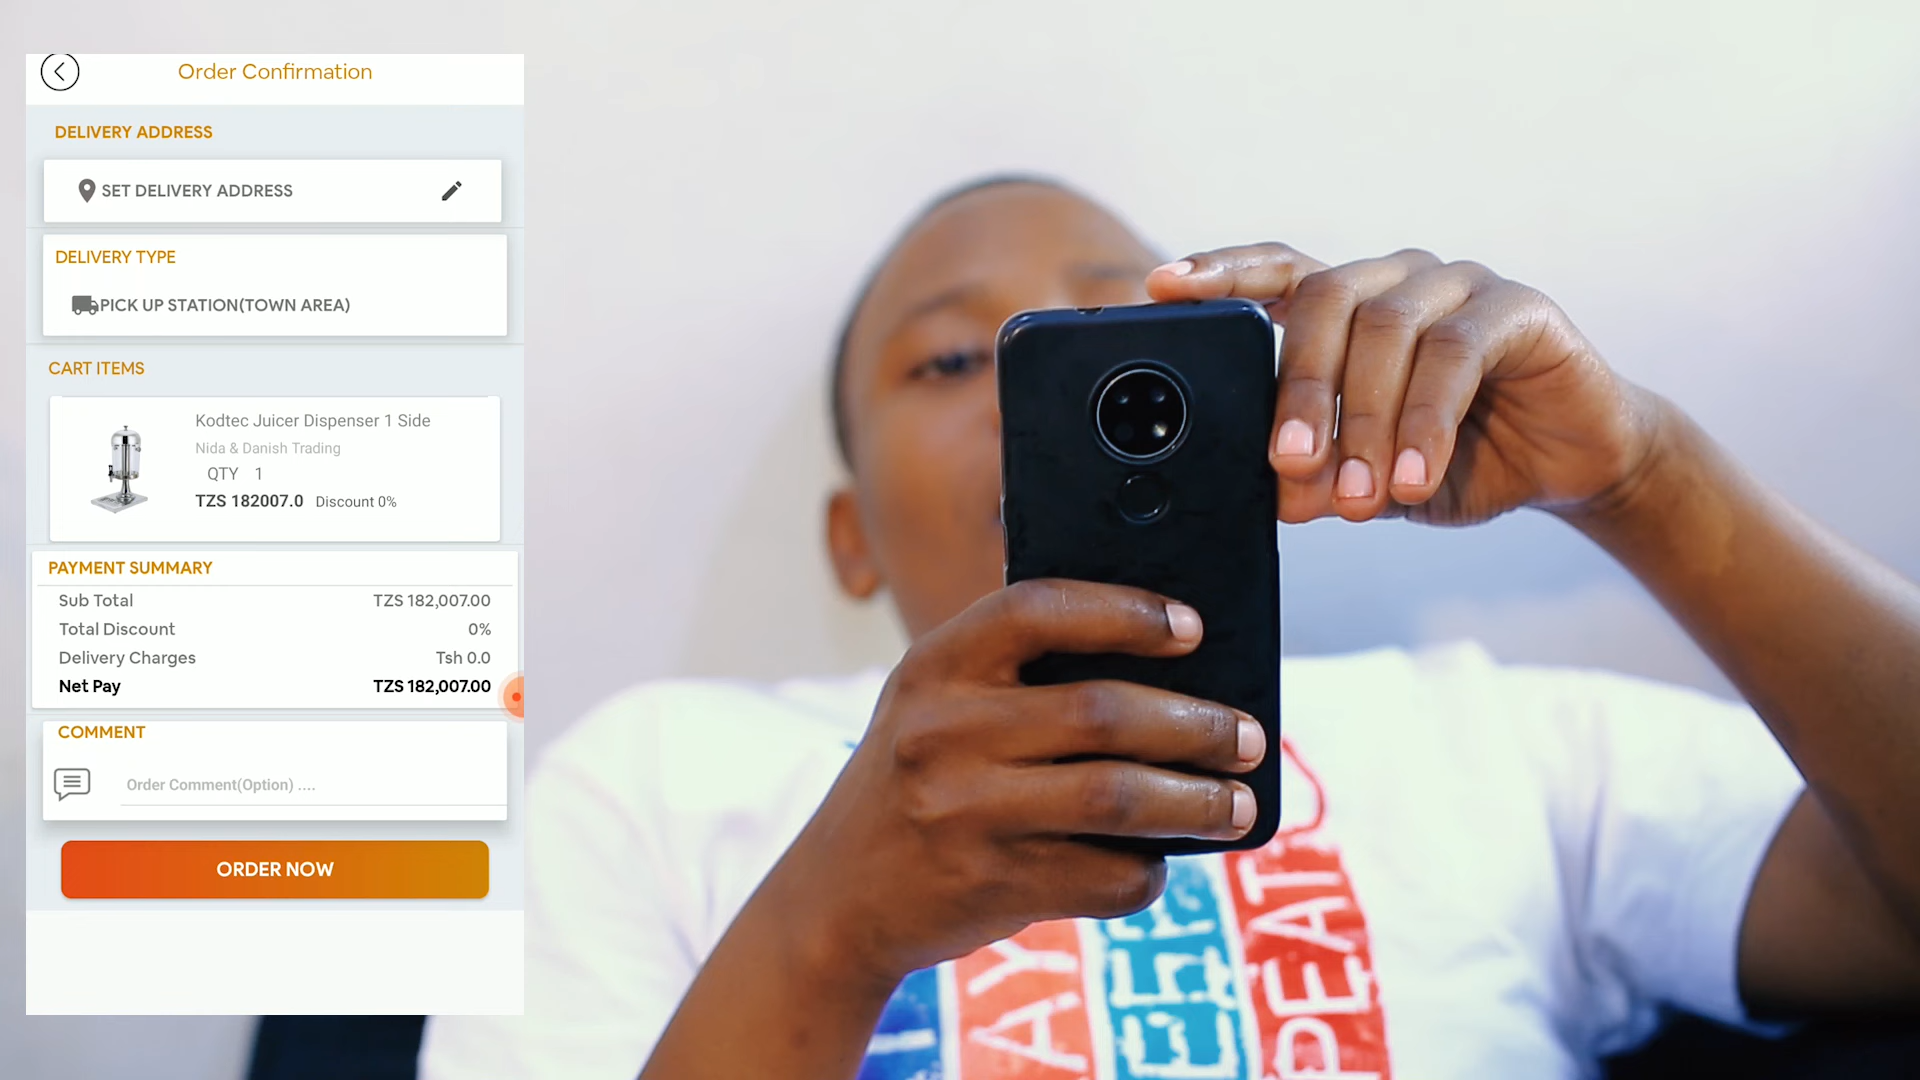 Order Confirmation
DELIVERY ADDRESS
SET DELIVERY ADDRESS
DELIVERY TYPE
PICK UP STATION(TOWN AREA)
CART ITEMS
Kodtec Juicer Dispenser 1 Side
Nida & Danish Trading
QTY 1
TZS 182007.0 Discount 0%
PAYMENT SUMMARY
Sub Total TZS 182,007.00
Total Discount 0%
Delivery Charges Tsh 0.0
Net Pay TZS 182,007.00
COMMENT
Order Comment(Option) ....
ORDER NOW